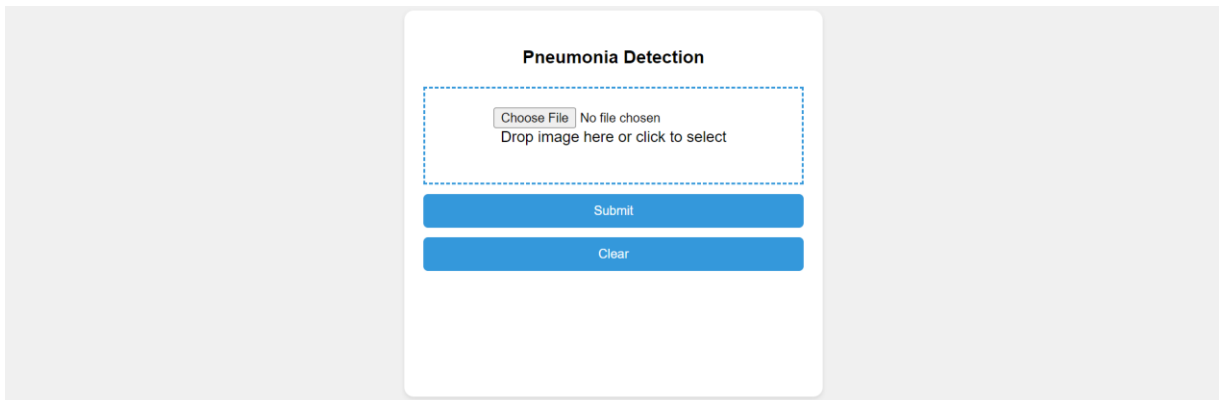 Pneumonia Detection
Choose File No file chosen
Drop image here or click to select
Submit
Clear